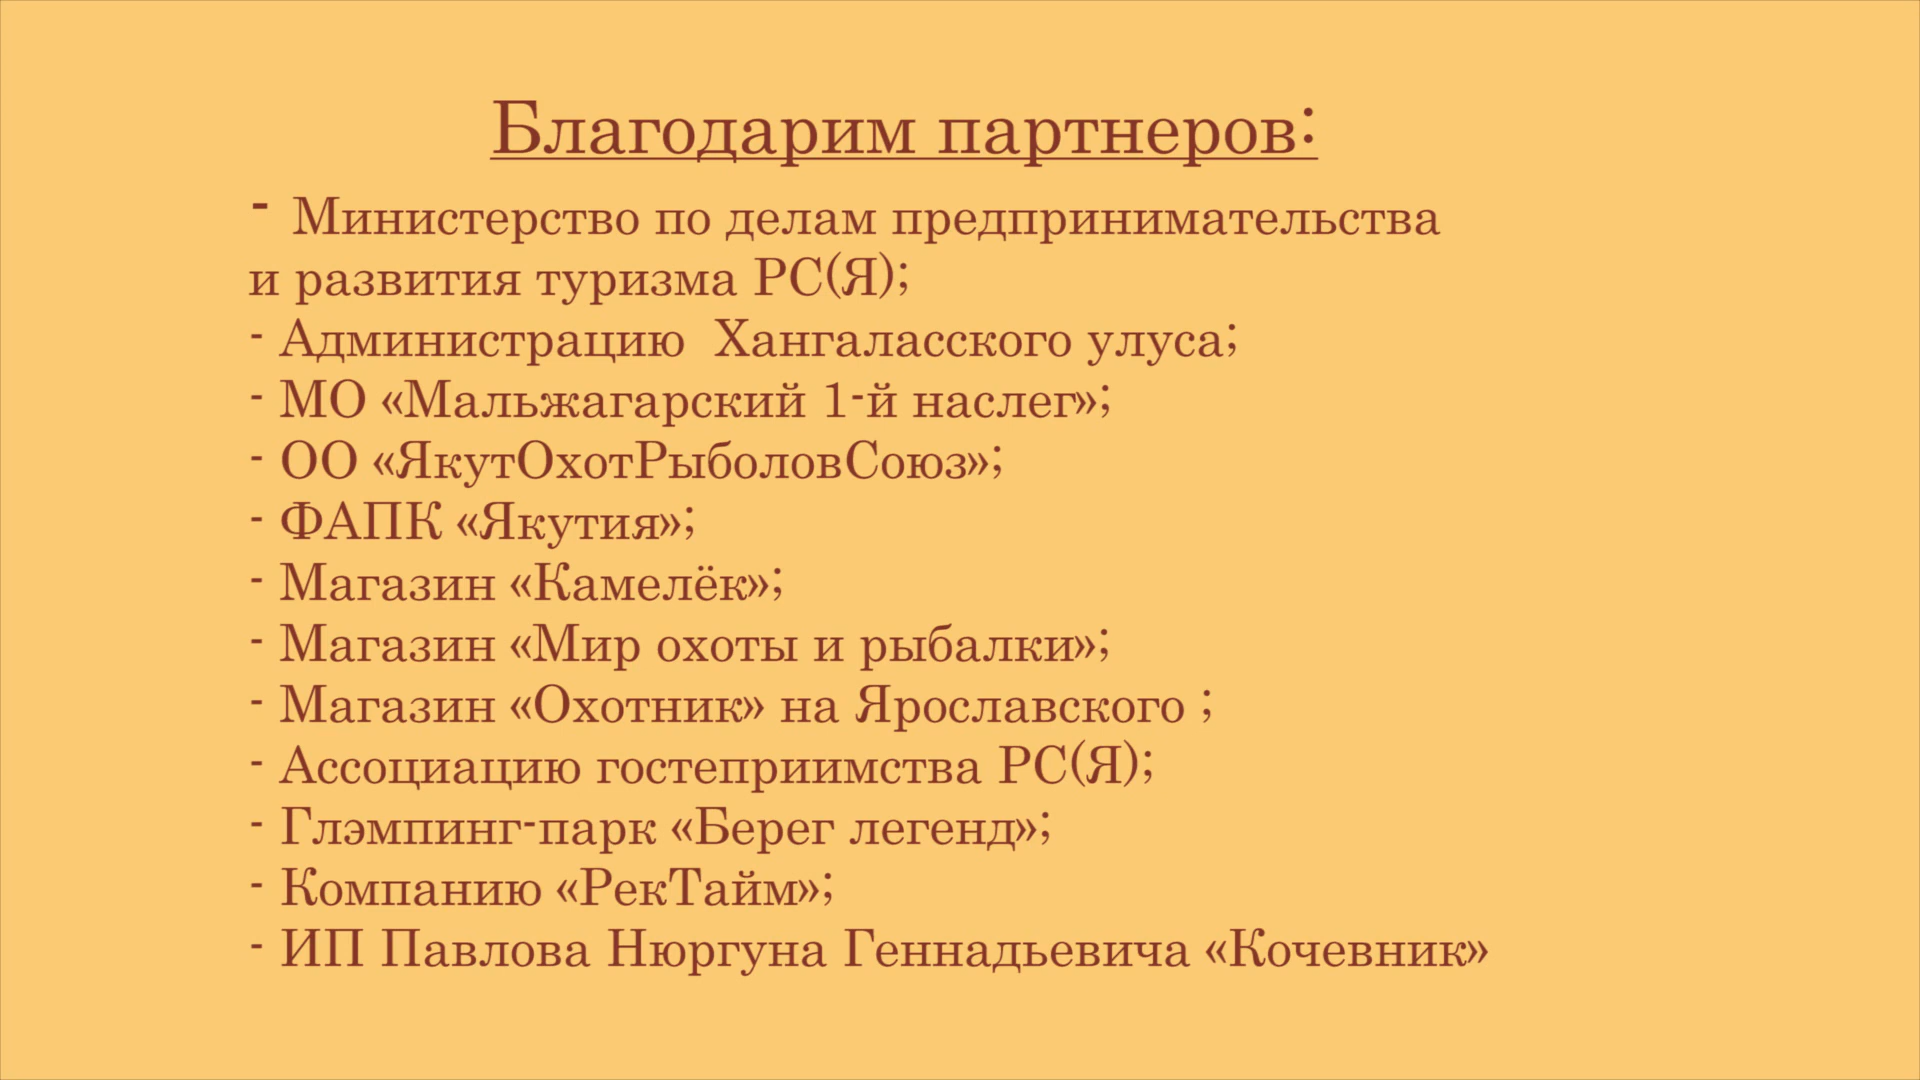 Благодарим партнеров:
- Министерство по делам предпринимательства
и развития туризма РС(Я);
- Администрацию  Хангаласского улуса;
- МО «Мальжагарский 1-й наслег»;
- ОО «ЯкутОхотРыболовСоюз»;
- ФАПК «Якутия»;
- Магазин «Камелёк»;
- Магазин «Мир охоты и рыбалки»;
- Магазин «Охотник» на Ярославского ;
- Ассоциацию гостеприимства РС(Я);
- Глэмпинг-парк «Берег легенд»;
- Компанию «РекТайм»;
- ИП Павлова Нюргуна Геннадьевича «Кочевник»